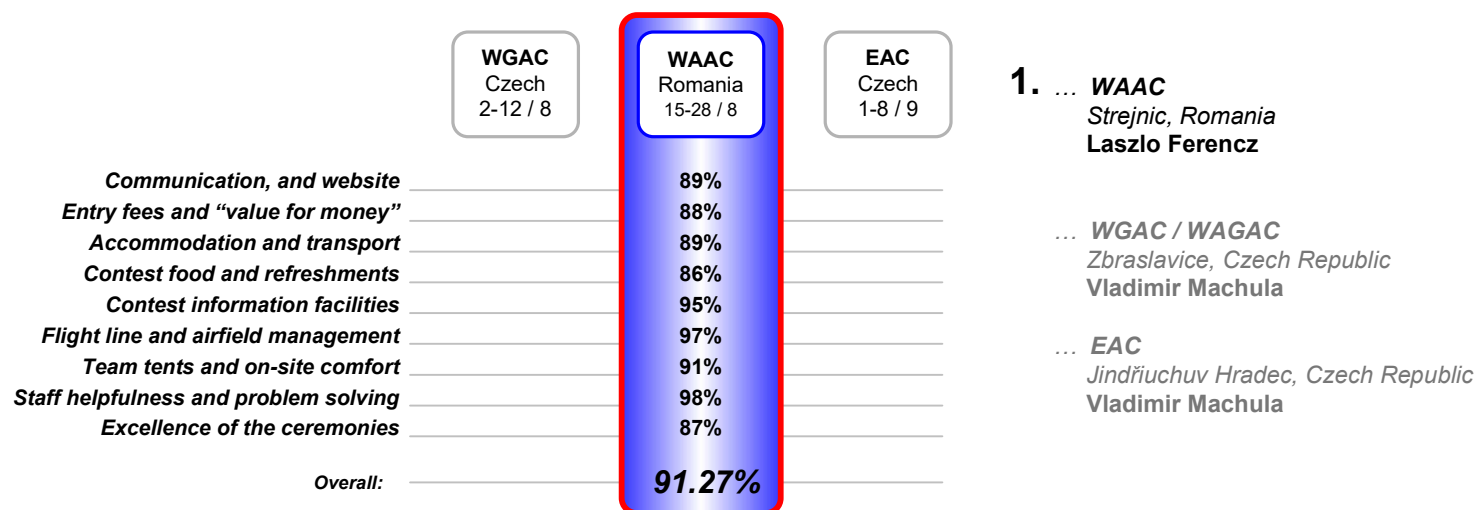 WGAC
Czech
2-12 / 8
WAAC
Romania
15-28 / 8
EAC
Czech
1-8 / 9
Communication, and website 89%
Entry fees and “value for money” 88%
Accommodation and transport 89%
Contest food and refreshments 86%
Contest information facilities 95%
Flight line and airfield management 97%
Team tents and on-site comfort 91%
Staff helpfulness and problem solving 98%
Excellence of the ceremonies 87%
Overall: 91.27%
1. … WAAC
Strejnic, Romania
Laszlo Ferencz
… WGAC / WAGAC
Zbraslavice, Czech Republic
Vladimir Machula
… EAC
Jindřiuchuv Hradec, Czech Republic
Vladimir Machula